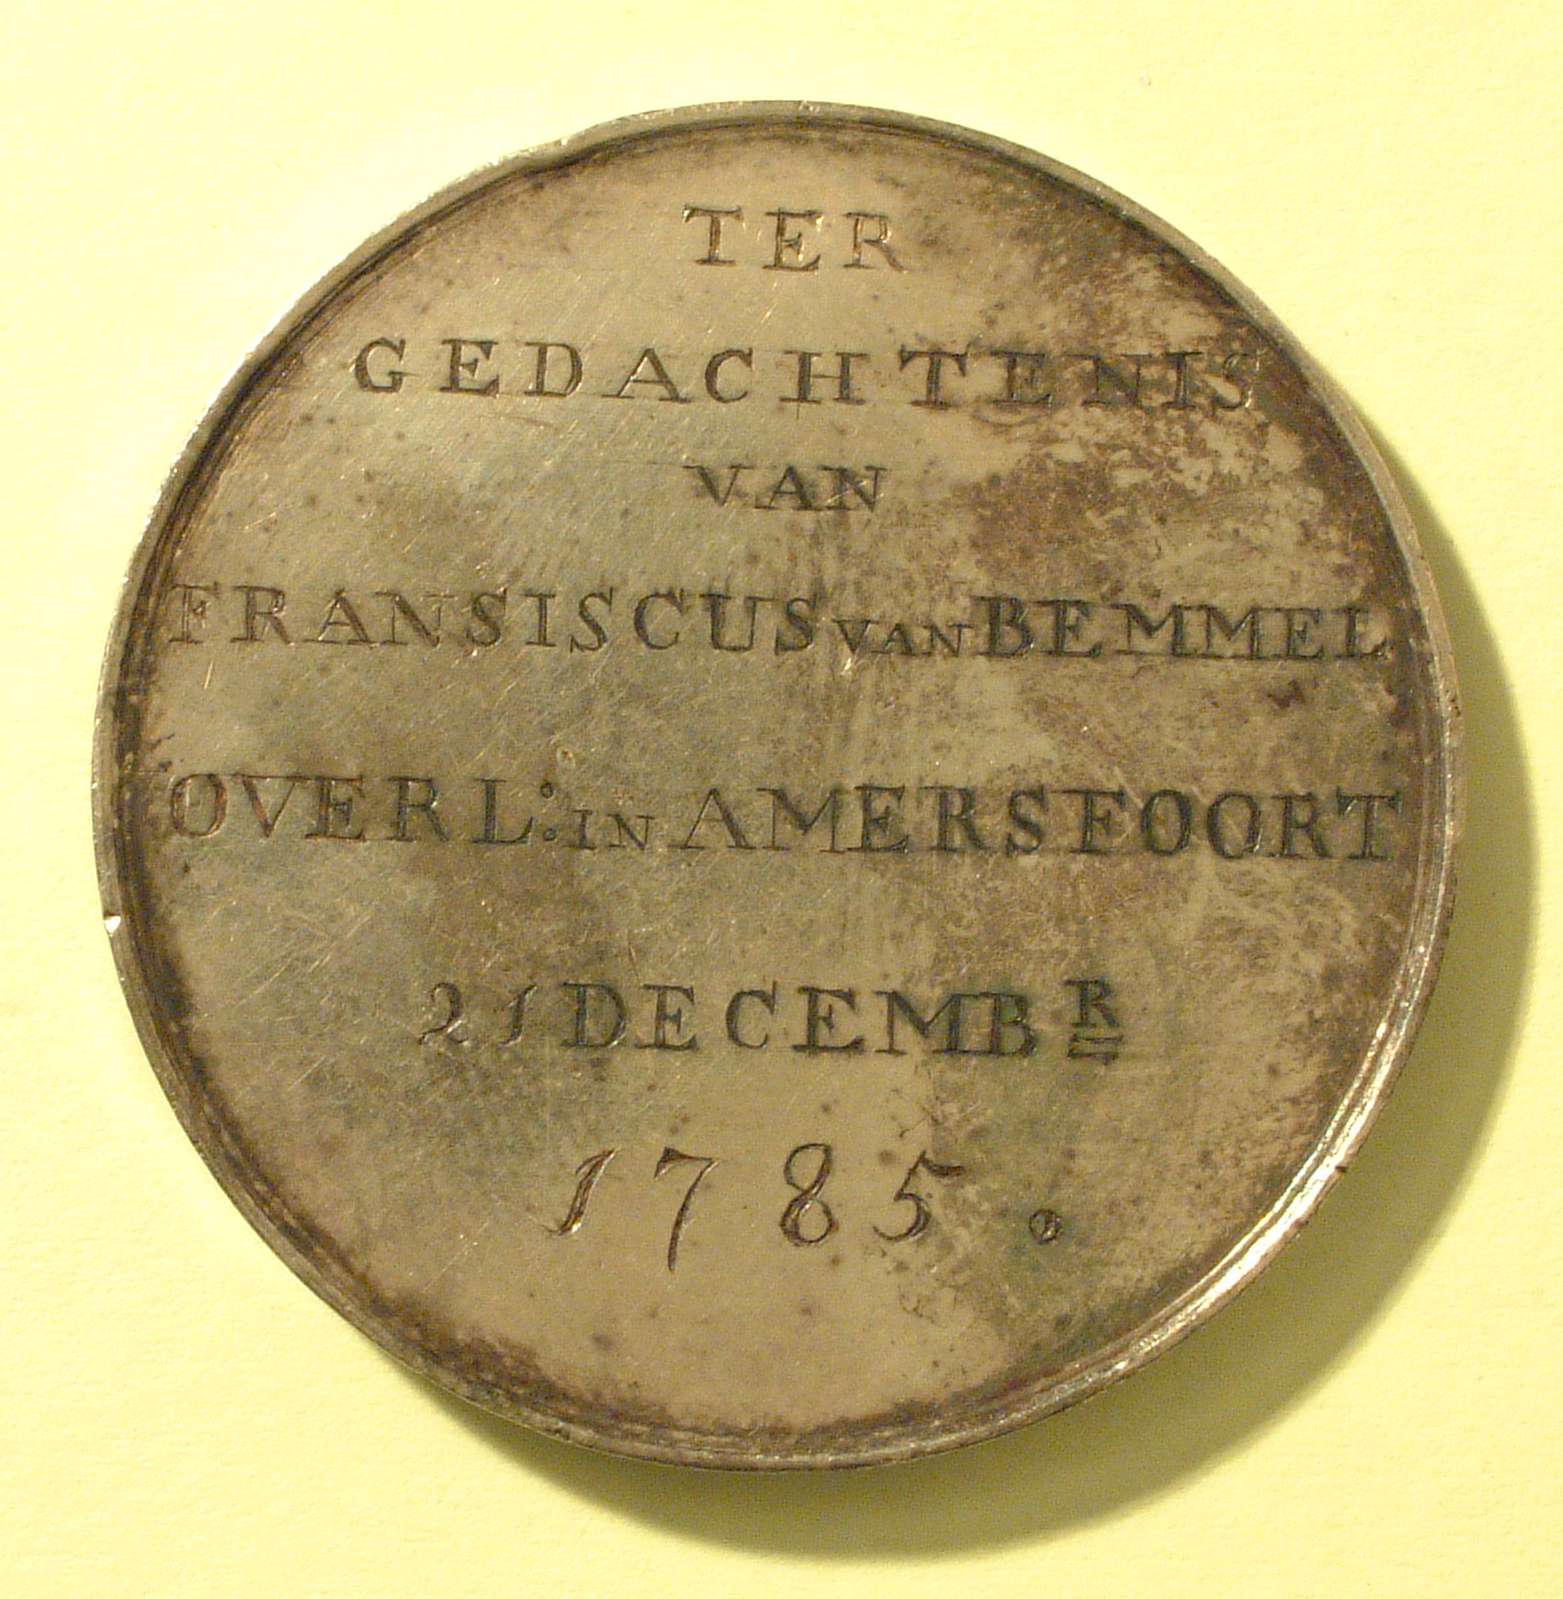 TER
GEDACHTENIS
VAN
FRANSISCUS VAN BEMMEL
OVERL: IN AMERSFOORT
21 DECEMBR
1785.